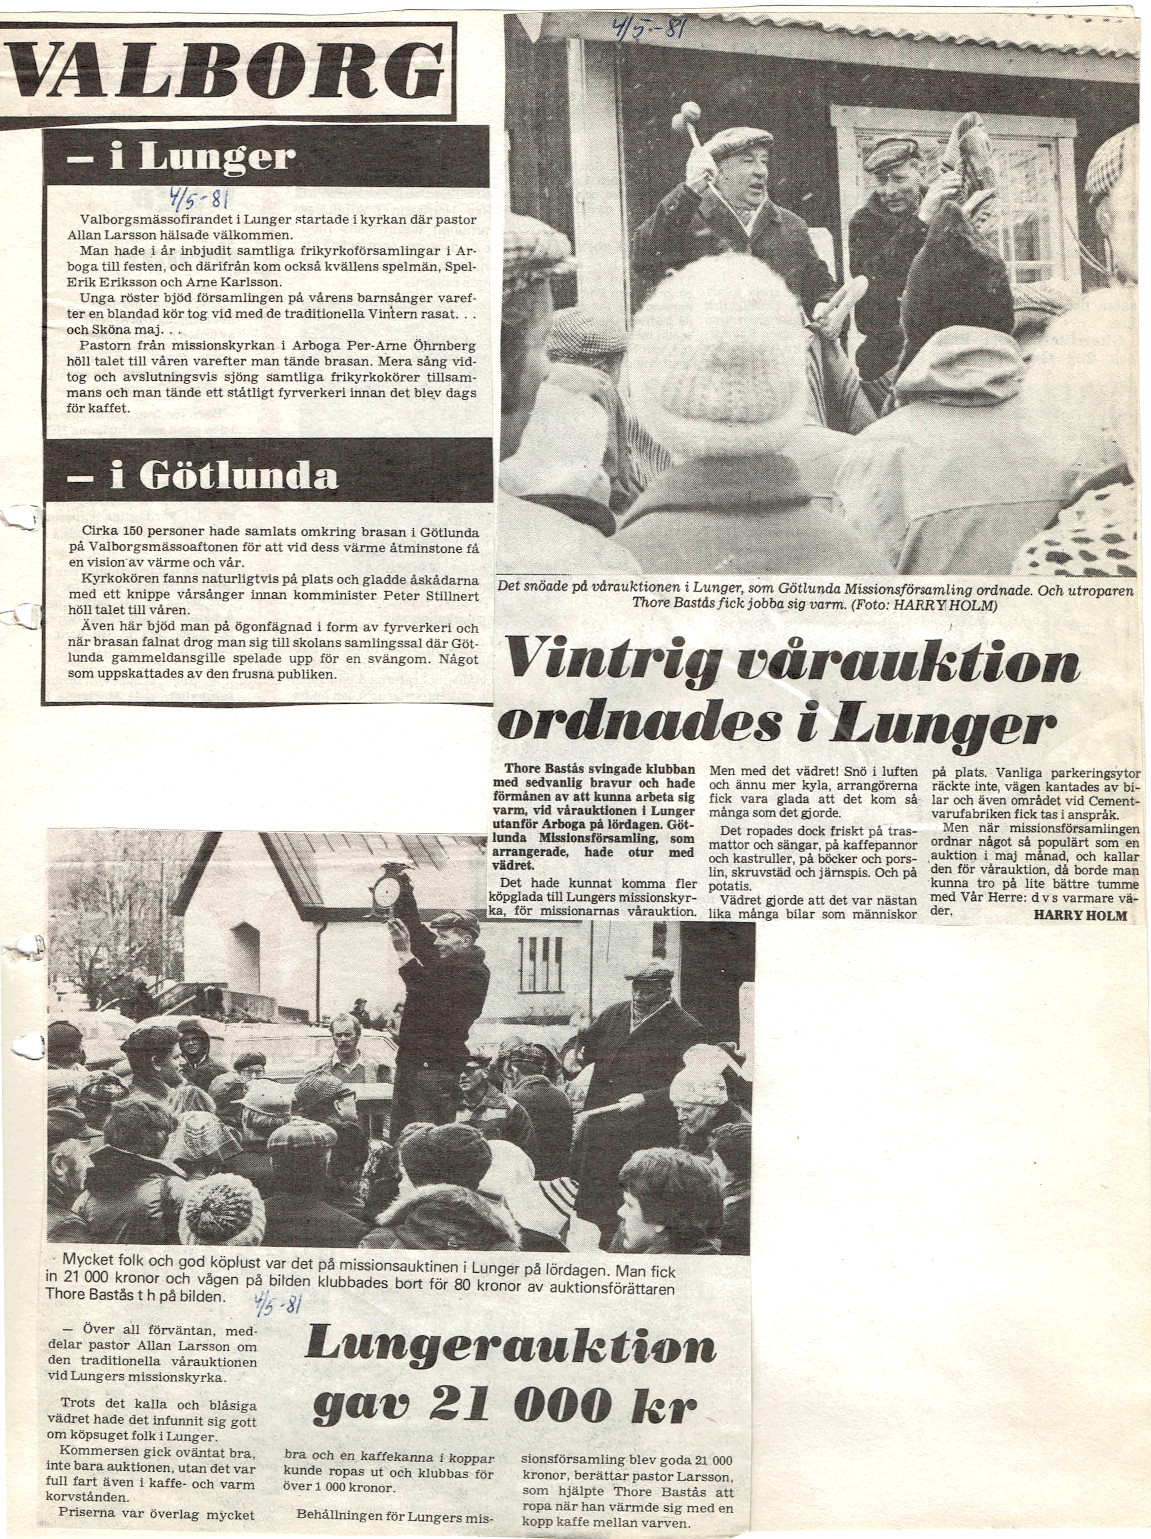 VALBORG
– i Lunger
4/5-81
Valborgsmässofirandet i Lunger startade i kyrkan där pastor
Allan Larsson hälsade välkommen.
Man hade i år inbjudit samtliga frikyrkoförsamlingar i Ar-
boga till festen, och därifrån kom också kvällens spelmän, Spel-
Erik Eriksson och Arne Karlsson.
Unga röster bjöd församlingen på vårens barnsånger varef-
ter en blandad kör tog vid med de traditionella Vintern rasat. . .
och Sköna maj. . .
Pastorn från missionskyrkan i Arboga Per-Arne Öhrnberg
höll talet till våren varefter man tände brasan. Mera sång vid-
tog och avslutningsvis sjöng samtliga frikyrkokörer tillsam-
mans och man tände ett ståtligt fyrverkeri innan det blev dags
för kaffet.
– i Götlunda
Cirka 150 personer hade samlats omkring brasan i Götlunda
på Valborgsmässoaftonen för att vid dess värme åtminstone få
en vision av värme och vår.
Kyrkokören fanns naturligtvis på plats och gladde åskådarna
med ett knippe vårsånger innan komminister Peter Stillnert
höll talet till våren.
Även här bjöd man på ögonfägnad i form av fyrverkeri och
när brasan falnat drog man sig till skolans samlingssal där Göt-
lunda gammeldansgille spelade upp för en svängom. Något
som uppskattades av den frusna publiken.
4/5-81
Det snöade på vårauktionen i Lunger, som Götlunda Missionsförsamling ordnade. Och utroparen
Thore Bastås fick jobba sig varm. (Foto: HARRY HOLM)
Vintrig vårauktion
ordnades i Lunger
Thore Bastås svingade klubban
med sedvanlig bravur och hade
förmånen av att kunna arbeta sig
varm, vid vårauktionen i Lunger
utanför Arboga på lördagen. Göt-
lunda Missionsförsamling, som
arrangerade, hade otur med
vädret.
Det hade kunnat komma fler
köpglada till Lungers missionskyr-
ka, för missionarnas vårauktion.
Men med det vädret! Snö i luften
och ännu mer kyla, arrangörerna
fick vara glada att det kom så
många som det gjorde.
Det ropades dock friskt på tras-
mattor och sängar, på kaffepannor
och kastruller, på böcker och pors-
lin, skruvstäd och järnspis. Och på
potatis.
Vädret gjorde att det var nästan
lika många bilar som människor
på plats. Vanliga parkeringsytor
räckte inte, vägen kantades av bi-
lar och även området vid Cement-
varufabriken fick tas i anspråk.
Men när missionsförsamlingen
ordnar något så populärt som en
auktion i maj månad, och kallar
den för vårauktion, då borde man
kunna tro på lite bättre tumme
med Vår Herre: d v s varmare vä-
der.
HARRY HOLM
Mycket folk och god köplust var det på missionsauktinen i Lunger på lördagen. Man fick
in 21 000 kronor och vågen på bilden klubbades bort för 80 kronor av auktionsförättaren
Thore Bastås t h på bilden.
4/5-81
Lungerauktion
gav 21 000 kr
— Över all förväntan, med-
delar pastor Allan Larsson om
den traditionella vårauktionen
vid Lungers missionskyrka.
Trots det kalla och blåsiga
vädret hade det infunnit sig gott
om köpsuget folk i Lunger.
Kommersen gick oväntat bra,
inte bara auktionen, utan det var
full fart även i kaffe- och varm
korvstånden.
Priserna var överlag mycket
bra och en kaffekanna i koppar
kunde ropas ut och klubbas för
över 1 000 kronor.
Behållningen för Lungers mis-
sionsförsamling blev goda 21 000
kronor, berättar pastor Larsson,
som hjälpte Thore Bastås att
ropa när han värmde sig med en
kopp kaffe mellan varven.